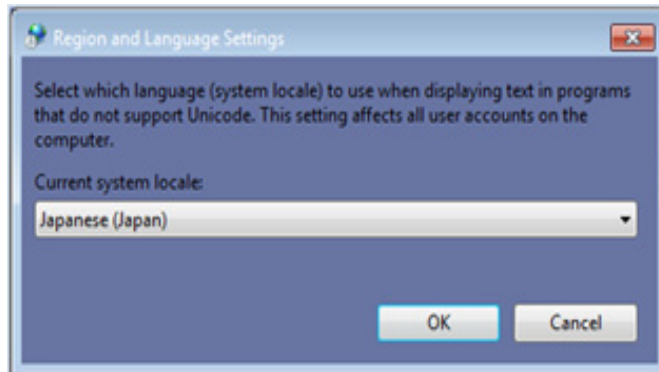 Region and Language Settings
Select which language (system locale) to use when displaying text in programs
that do not support Unicode. This setting affects all user accounts on the
computer.
Current system locale:
Japanese (Japan)
OK
Cancel